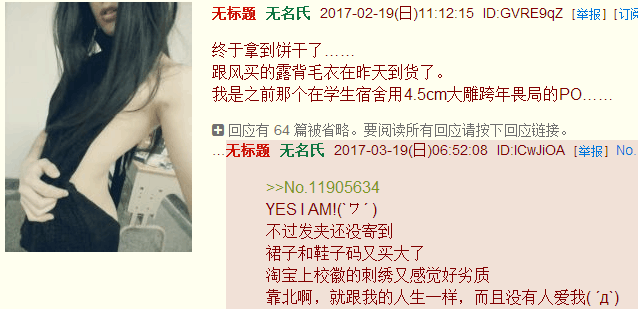 无标题 无名氏 2017-02-19(日)11:12:15 ID:GVRE9qZ [举报] [订阅
终于拿到饼干了……
跟风买的露背毛衣在昨天到货了。
我是之前那个在学生宿舍用4.5cm大雕跨年畏局的PO……
回应有 64 篇被省略。要阅读所有回应请按下回应链接。
…无标题 无名氏 2017-03-19(日)06:52:08 ID:ICwJiOA [举报] No.
>>No.11905634
YES I AM!(`ヮ´ )
不过发夹还没寄到
裙子和鞋子码又买大了
淘宝上校徽的刺绣又感觉好劣质
靠北啊，就跟我的人生一样，而且没有人爱我( ´д`)